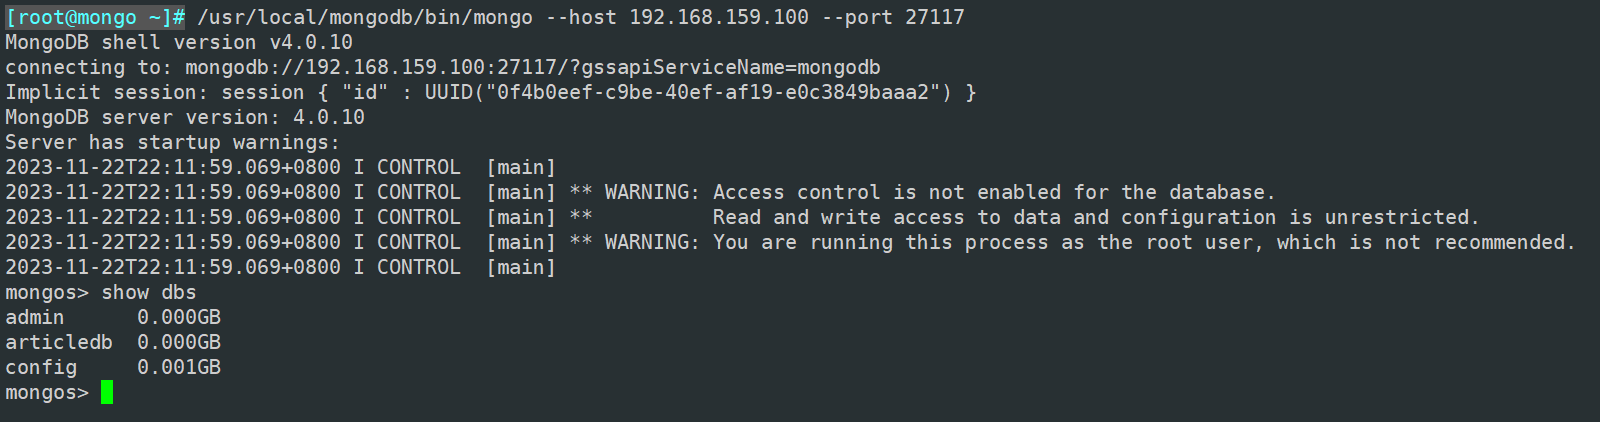 [root@mongo ~]# /usr/local/mongodb/bin/mongo --host 192.168.159.100 --port 27117
MongoDB shell version v4.0.10
connecting to: mongodb://192.168.159.100:27117/?gssapiServiceName=mongodb
Implicit session: session { "id" : UUID("0f4b0eef-c9be-40ef-af19-e0c3849baaa2") }
MongoDB server version: 4.0.10
Server has startup warnings:
2023-11-22T22:11:59.069+0800 I CONTROL  [main]
2023-11-22T22:11:59.069+0800 I CONTROL  [main] ** WARNING: Access control is not enabled for the database.
2023-11-22T22:11:59.069+0800 I CONTROL  [main] **          Read and write access to data and configuration is unrestricted.
2023-11-22T22:11:59.069+0800 I CONTROL  [main] ** WARNING: You are running this process as the root user, which is not recommended.
2023-11-22T22:11:59.069+0800 I CONTROL  [main]
mongos> show dbs
admin      0.000GB
articledb  0.000GB
config     0.001GB
mongos>